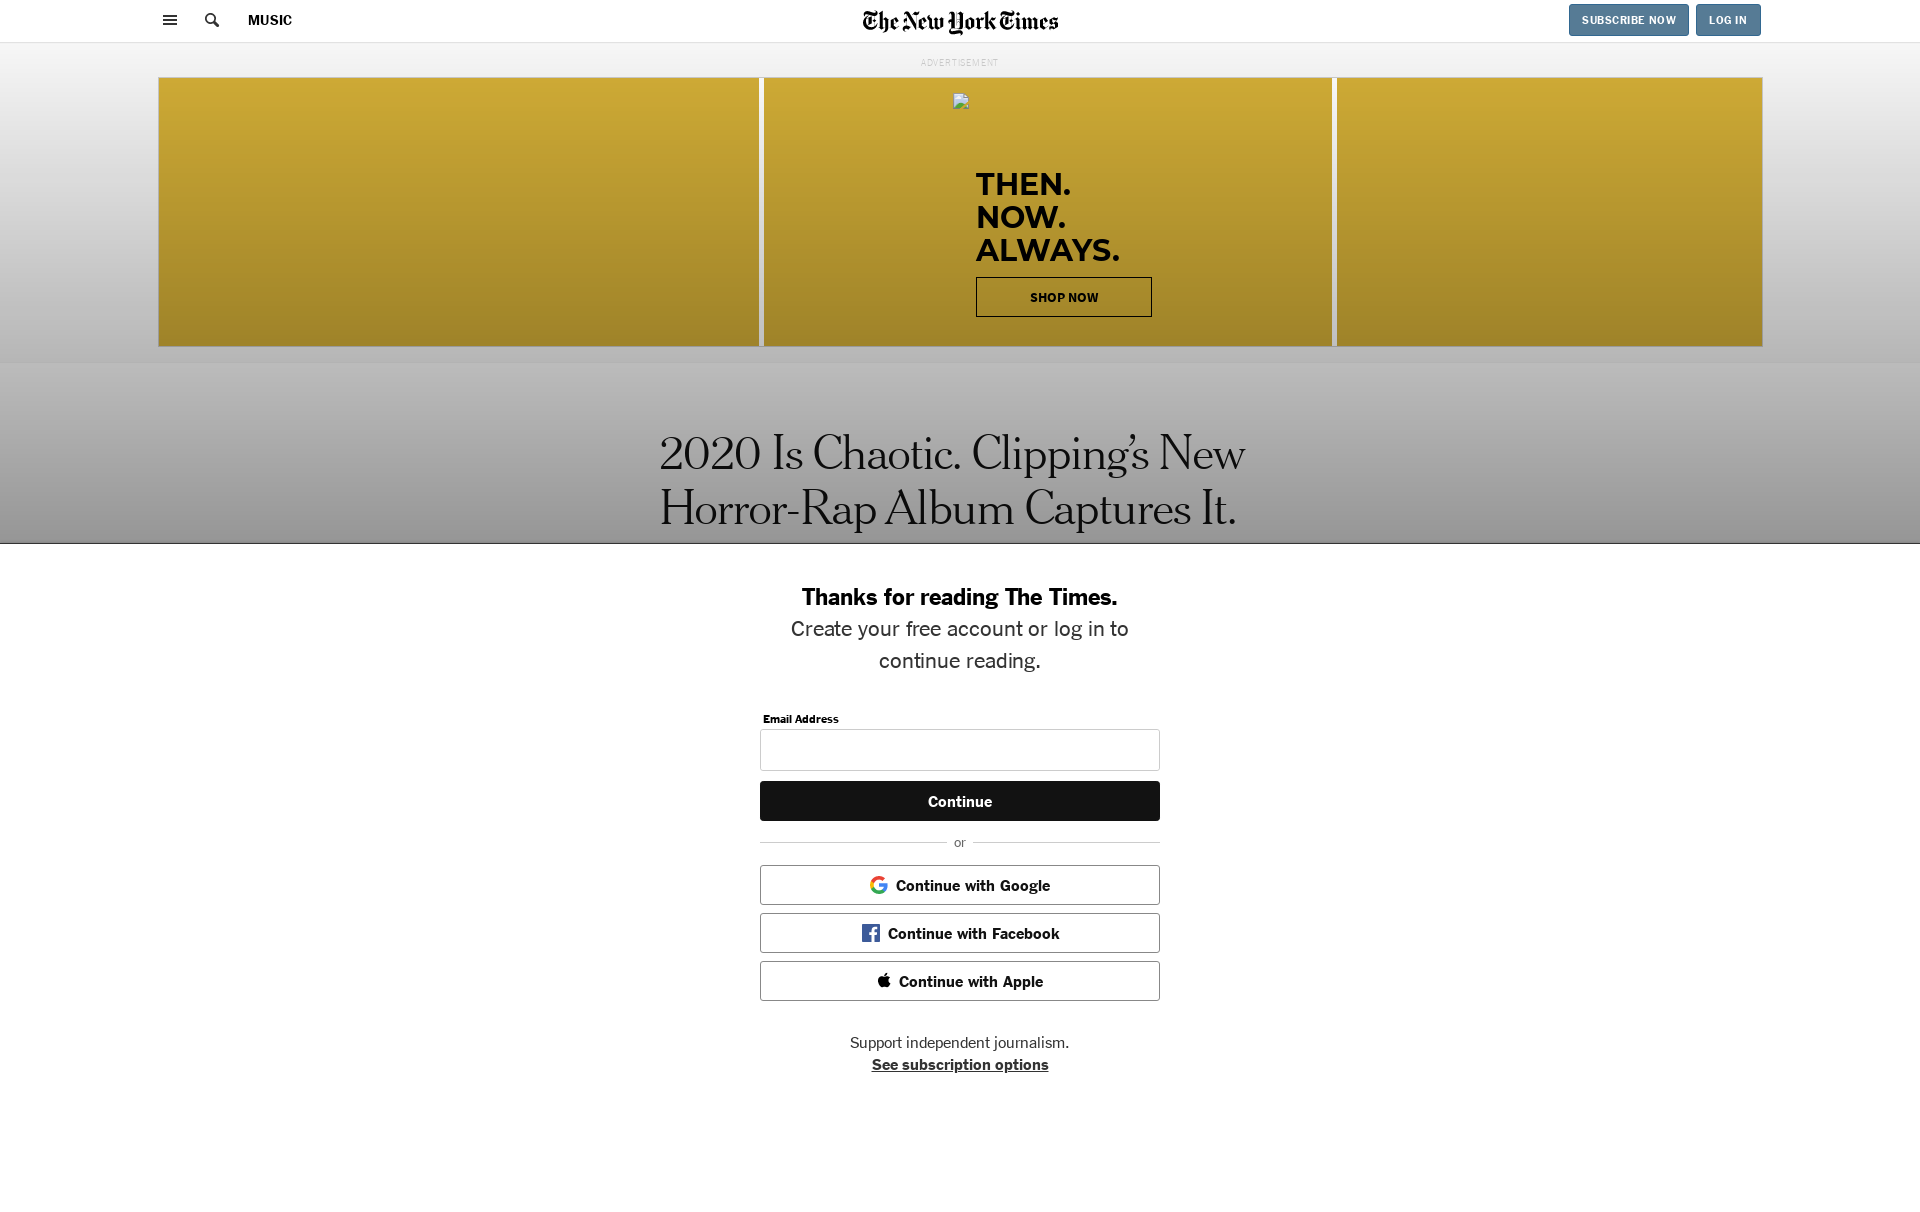 MUSIC
The New York Times
SUBSCRIBE NOW
LOG IN
ADVERTISEMENT
THEN.
NOW.
ALWAYS.
SHOP NOW
2020 Is Chaotic. Clipping’s New
Horror-Rap Album Captures It.
Thanks for reading The Times.
Create your free account or log in to
continue reading.
Email Address
Continue
or
Continue with Google
Continue with Facebook
Continue with Apple
Support independent journalism.
See subscription options